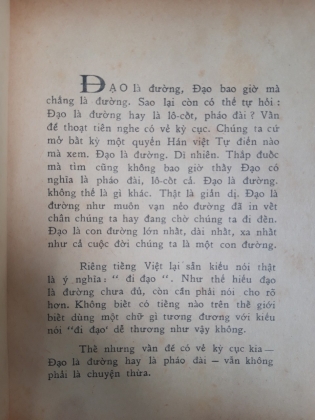 ĐẠO là đường, Đạo bao giờ mà
chẳng là đường. Sao lại còn có thể tự hỏi:
Đạo là đường hay là lô-côt, pháo đài? Vấn
để thoạt tiên nghe có vẻ kỳ cục. Chúng ta cứ
mở bất kỳ một quyển Hán việt Tự điển nào
mà xem. Đạo là đường. Dĩ nhiên. Thắp đuốc
mà tìm cũng không bao giờ thấy Đạo có
nghĩa là pháo đài, lô-côt cả. Đạo là đường.
không thể là gì khác. Thật là giản dị. Đạo là
đường như muôn vạn nẻo đường đã in vết
chân chúng ta hay đang chờ chúng ta đi đến.
Đạo là con đường lớn nhất, dài nhất, xa nhất
như cả cuộc đời chúng ta là một con đường.
Riêng tiếng Việt lại sẵn kiểu nói thật
là ý nghĩa: " đi đạo ". Như thể hiểu đạo
là đường chưa đủ, còn cần phải nói cho rõ
hơn. Không biết có tiếng nào trên thế giới
biết dùng một chữ gì tương đương với kiểu
nói "đi đạo' dễ thương như vậy không.
Thế nhưng vấn đề có vẻ kỳ cục kia —
Đạo là đường hay là pháo đài — vẫn không
phải là chuyện thừa.